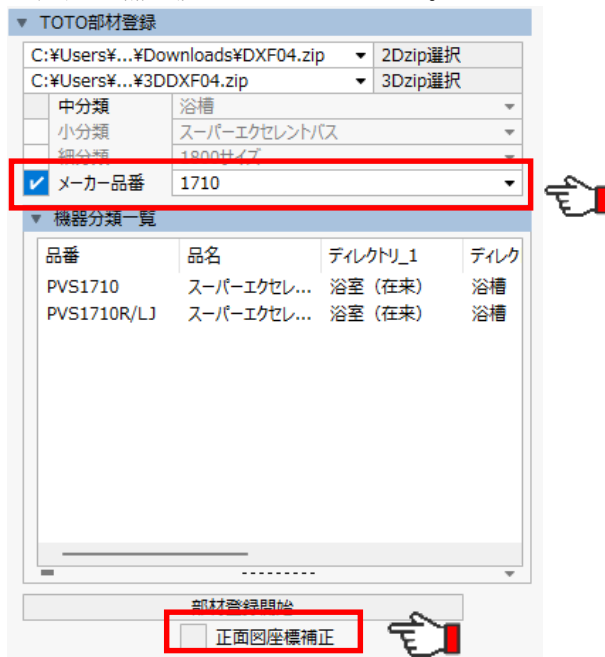 TOTO部材登録
C:¥Users¥...¥Downloads¥DXF04.zip 2Dzip選択
C:¥Users¥...¥3DDXF04.zip 3Dzip選択
中分類 浴槽
小分類 スーパーエクセレントバス
細分類 1800サイズ
メーカー品番 1710
機器分類一覧
品番 品名 ディレクトリ_1 ディレク
PVS1710 スーパーエクセレ... 浴室（在来） 浴槽
PVS1710R/LJ スーパーエクセレ... 浴室（在来） 浴槽
部材登録開始
正面図座標補正